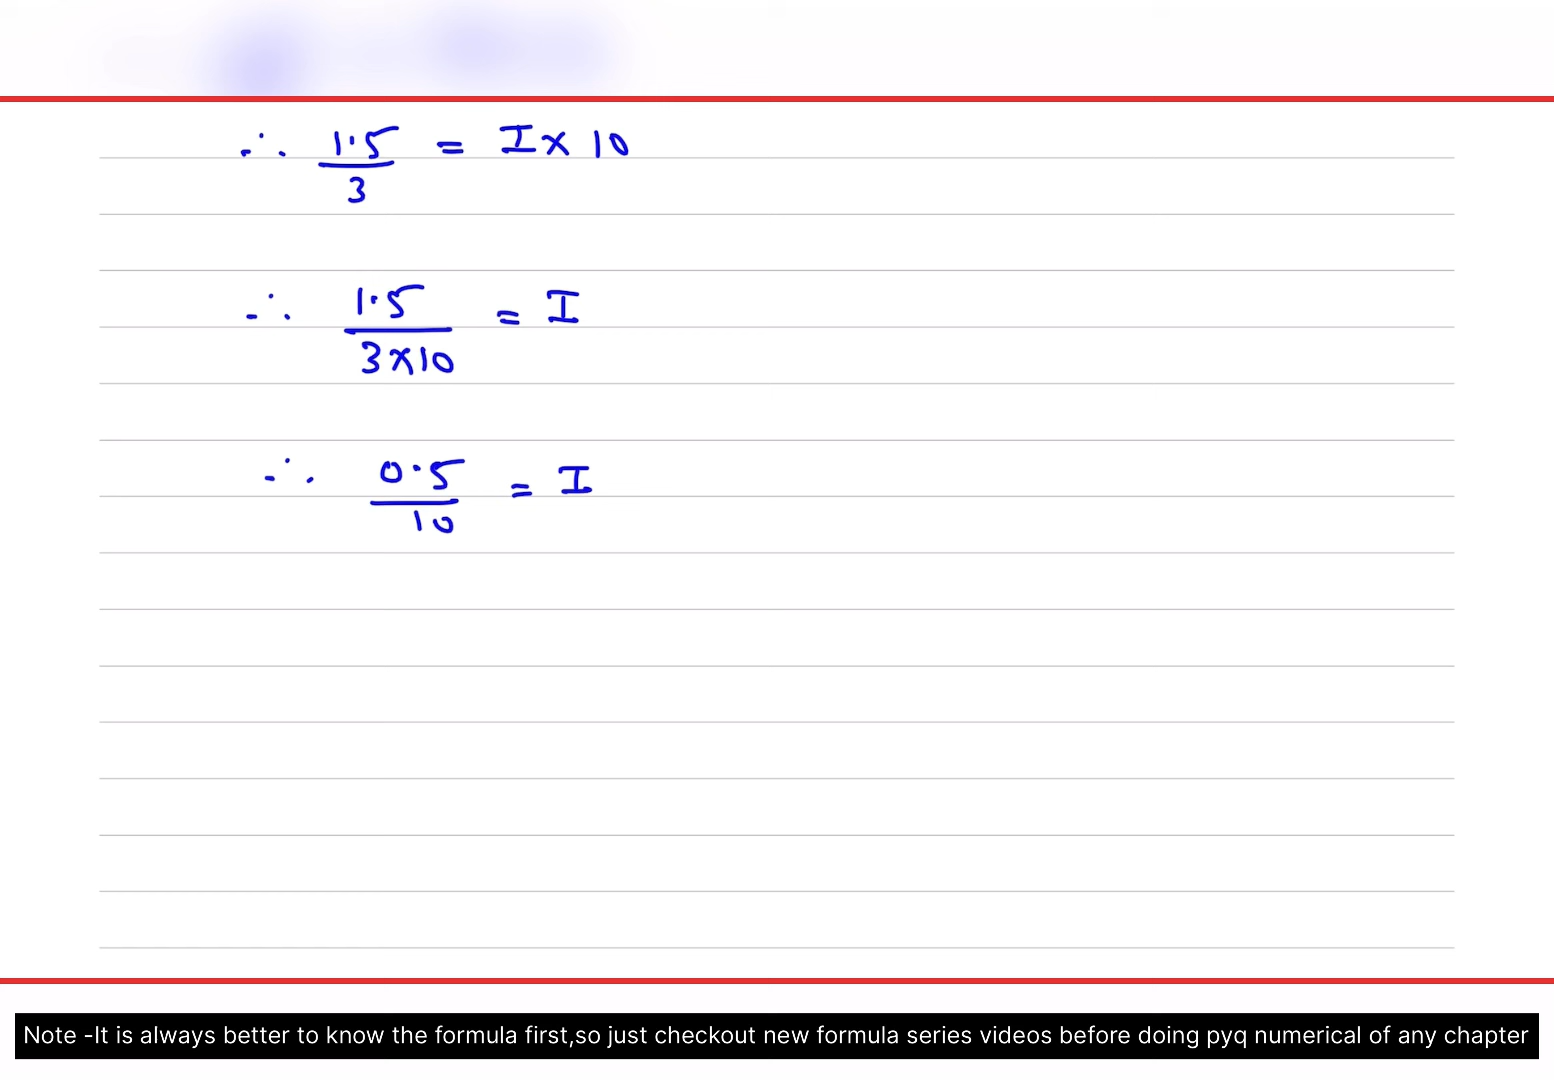 ∴ 1.5/3 = I × 10
∴ 1.5/3×10 = I
∴ 0.5/10 = I
Note -It is always better to know the formula first,so just checkout new formula series videos before doing pyq numerical of any chapter